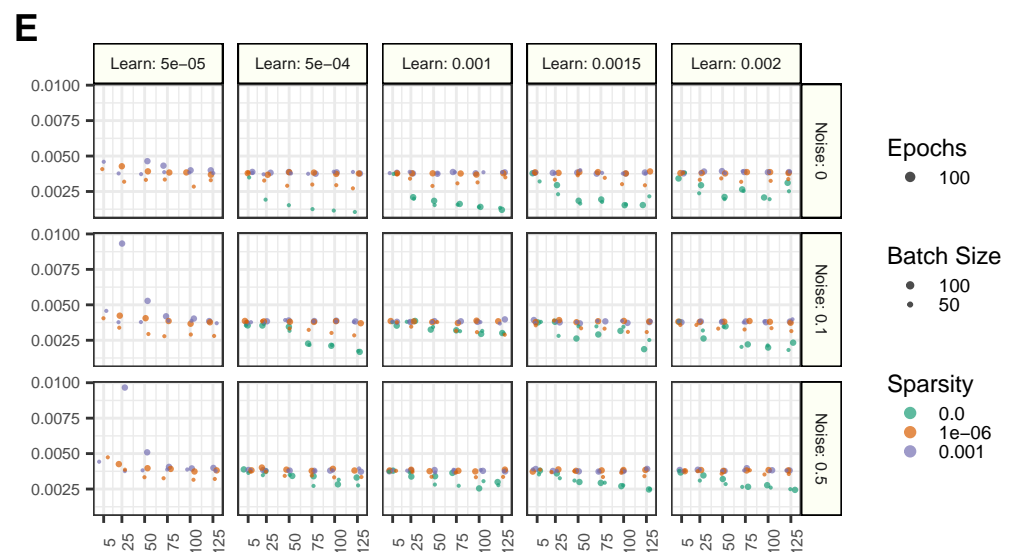 E
Learn: 5e−05
Learn: 5e−04
Learn: 0.001
Learn: 0.0015
Learn: 0.002
0.0100
0.0075
0.0050
0.0025
Noise: 0
0.0100
0.0075
0.0050
0.0025
Noise: 0.1
0.0100
0.0075
0.0050
0.0025
Noise: 0.5
5 25 50 75 100 125
5 25 50 75 100 125
5 25 50 75 100 125
5 25 50 75 100 125
5 25 50 75 100 125
Epochs
100
Batch Size
100
50
Sparsity
0.0
1e−06
0.001